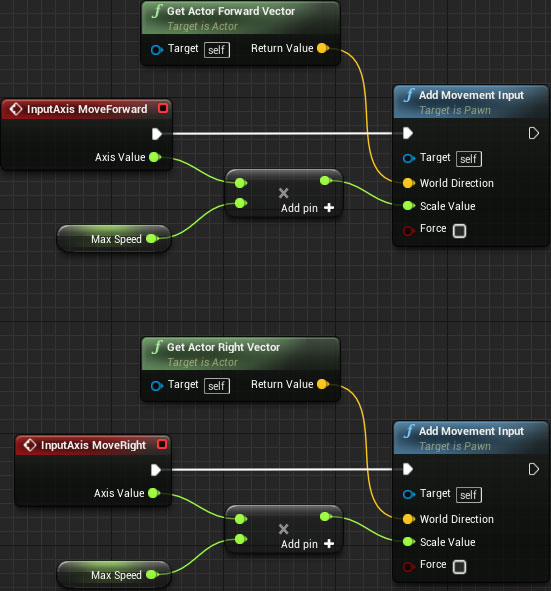 Get Actor Forward Vector
Target is Actor
Target self Return Value
InputAxis MoveForward
Axis Value
Max Speed
Add pin
Add Movement Input
Target is Pawn
Target self
World Direction
Scale Value
Force
Get Actor Right Vector
Target is Actor
Target self Return Value
InputAxis MoveRight
Axis Value
Max Speed
Add pin
Add Movement Input
Target is Pawn
Target self
World Direction
Scale Value
Force